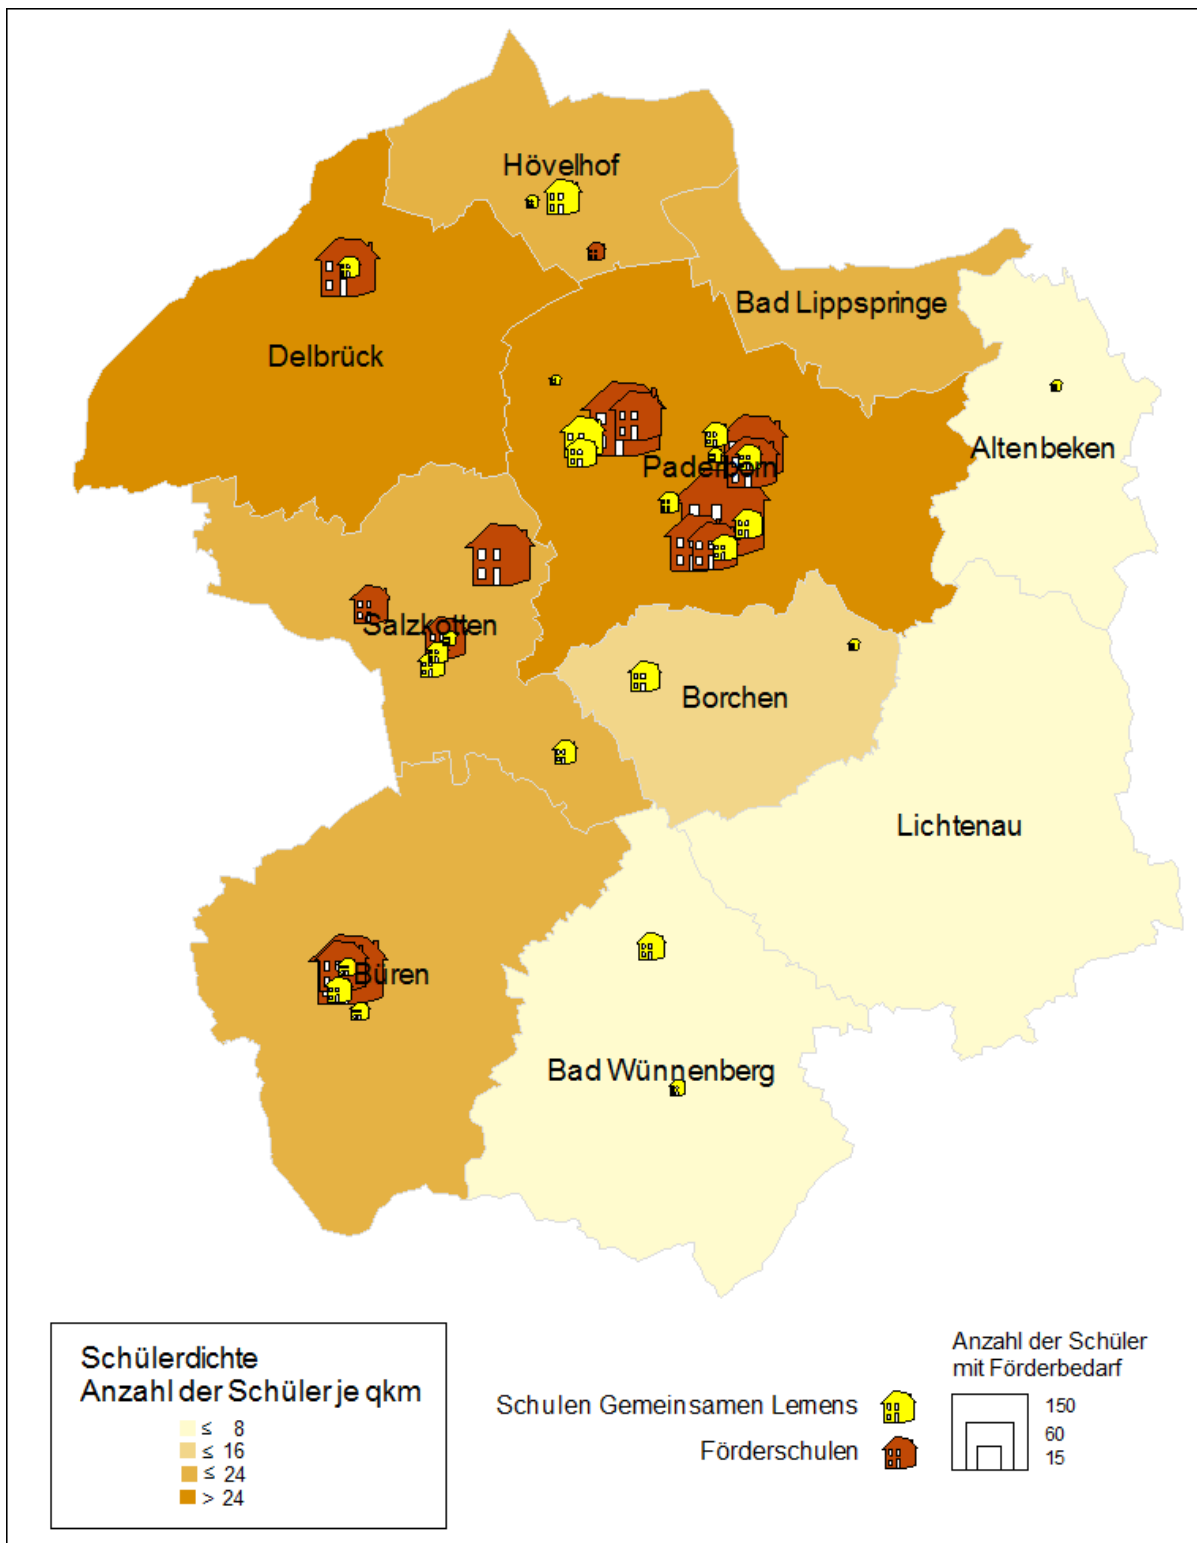 Hövelhof
Bad Lippspringe
Delbrück
Altenbeken
Paderborn
Salzkotten
Borchen
Lichtenau
Büren
Bad Wünnenberg
Schülerdichte
Anzahl der Schüler je qkm
≤ 8
≤ 16
≤ 24
> 24
Schulen Gemeinsamen Lernens
Förderschulen
Anzahl der Schüler
mit Förderbedarf
150
60
15